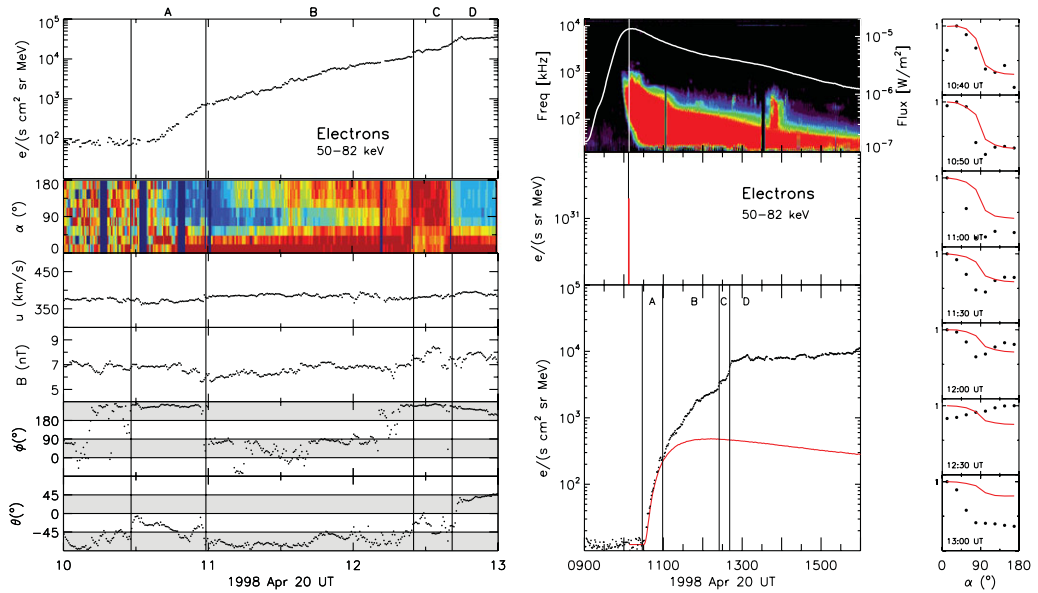 A B C D
10⁵
10⁴
10³
10²
e/(s cm² sr MeV)
Electrons
50–82 keV
180
90
0
α (°)
450
350
u (km/s)
9
7
5
B (nT)
180
90
0
ϕ(°)
45
0
−45
θ(°)
10 11 12 13
1998 Apr 20 UT
10⁴
10³
10²
Freq [kHz]
10⁻⁵
10⁻⁶
10⁻⁷
Flux [W/m²]
Electrons
50–82 keV
10³¹
e/(s sr MeV)
A B C D
10⁵
10⁴
10³
10²
e/(s cm² sr MeV)
0900 1100 1300 1500
1998 Apr 20 UT
1
10:40 UT
1
10:50 UT
1
11:00 UT
1
11:30 UT
1
12:00 UT
1
12:30 UT
1
13:00 UT
0 90 180
α (°)